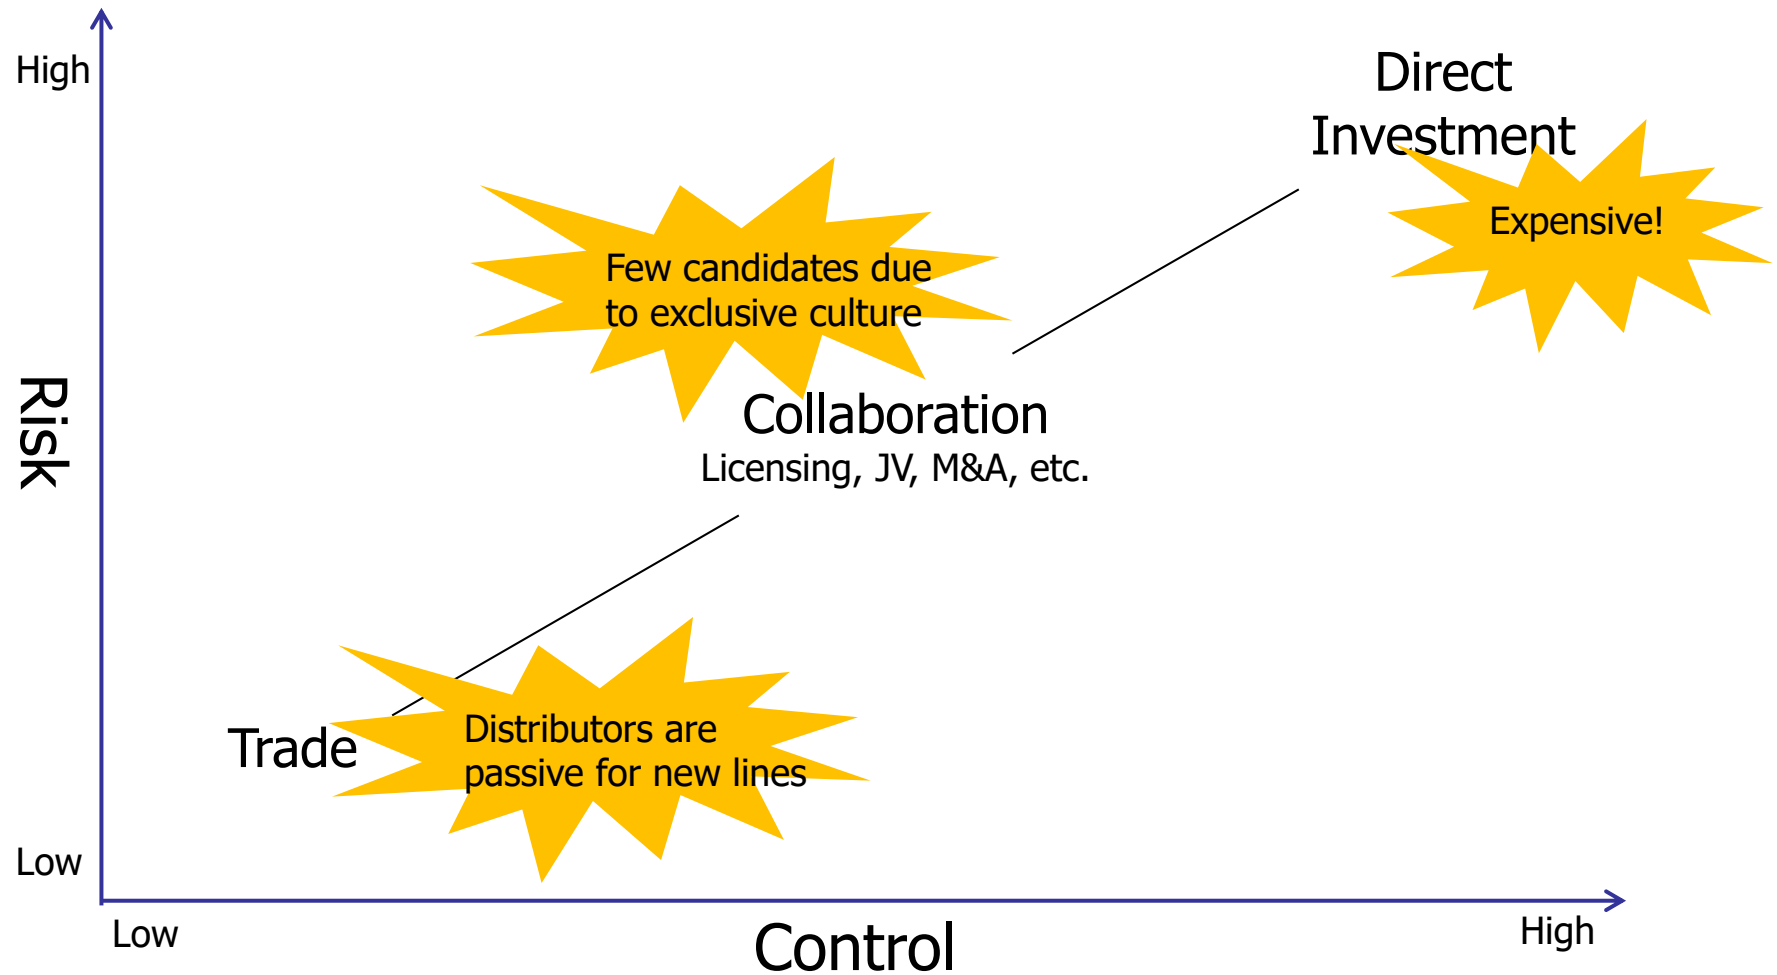 High
Direct
Investment
Expensive!
Few candidates due
to exclusive culture
Risk
Collaboration
Licensing, JV, M&A, etc.
Trade
Distributors are
passive for new lines
Low
Low
Control
High